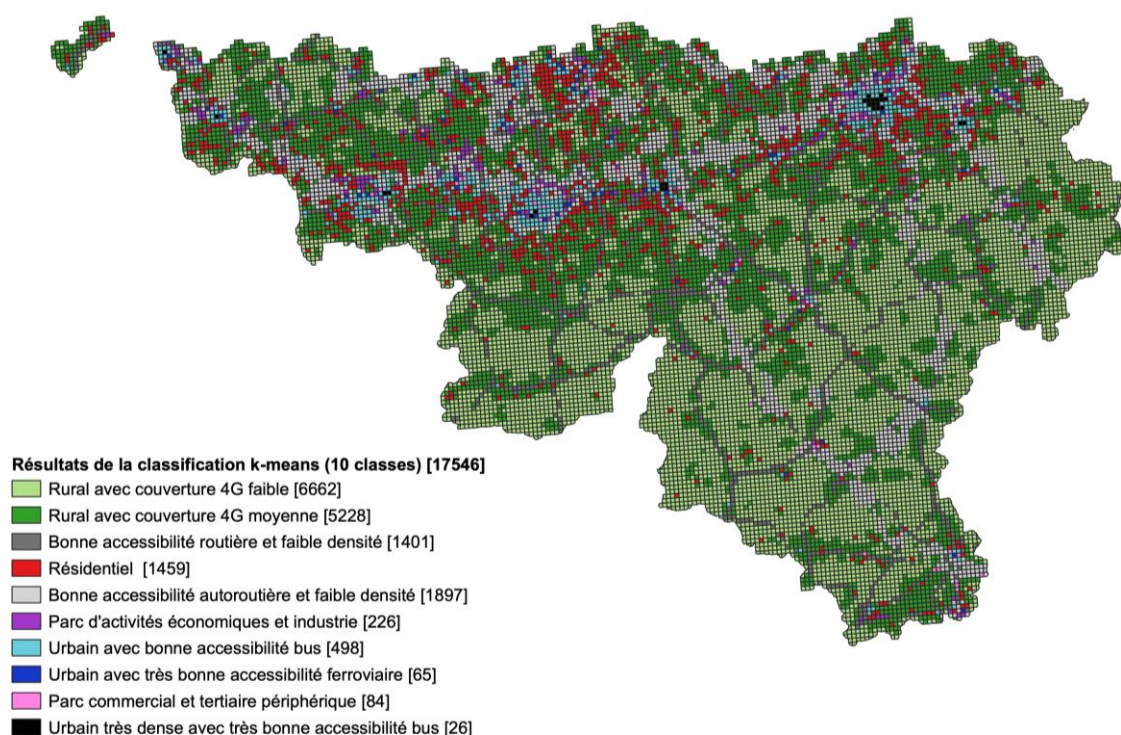 Résultats de la classification k-means (10 classes) [17546]
Rural avec couverture 4G faible [6662]
Rural avec couverture 4G moyenne [5228]
Bonne accessibilité routière et faible densité [1401]
Résidentiel [1459]
Bonne accessibilité autoroutière et faible densité [1897]
Parc d'activités économiques et industrie [226]
Urbain avec bonne accessibilité bus [498]
Urbain avec très bonne accessibilité ferroviaire [65]
Parc commercial et tertiaire périphérique [84]
Urbain très dense avec très bonne accessibilité bus [26]